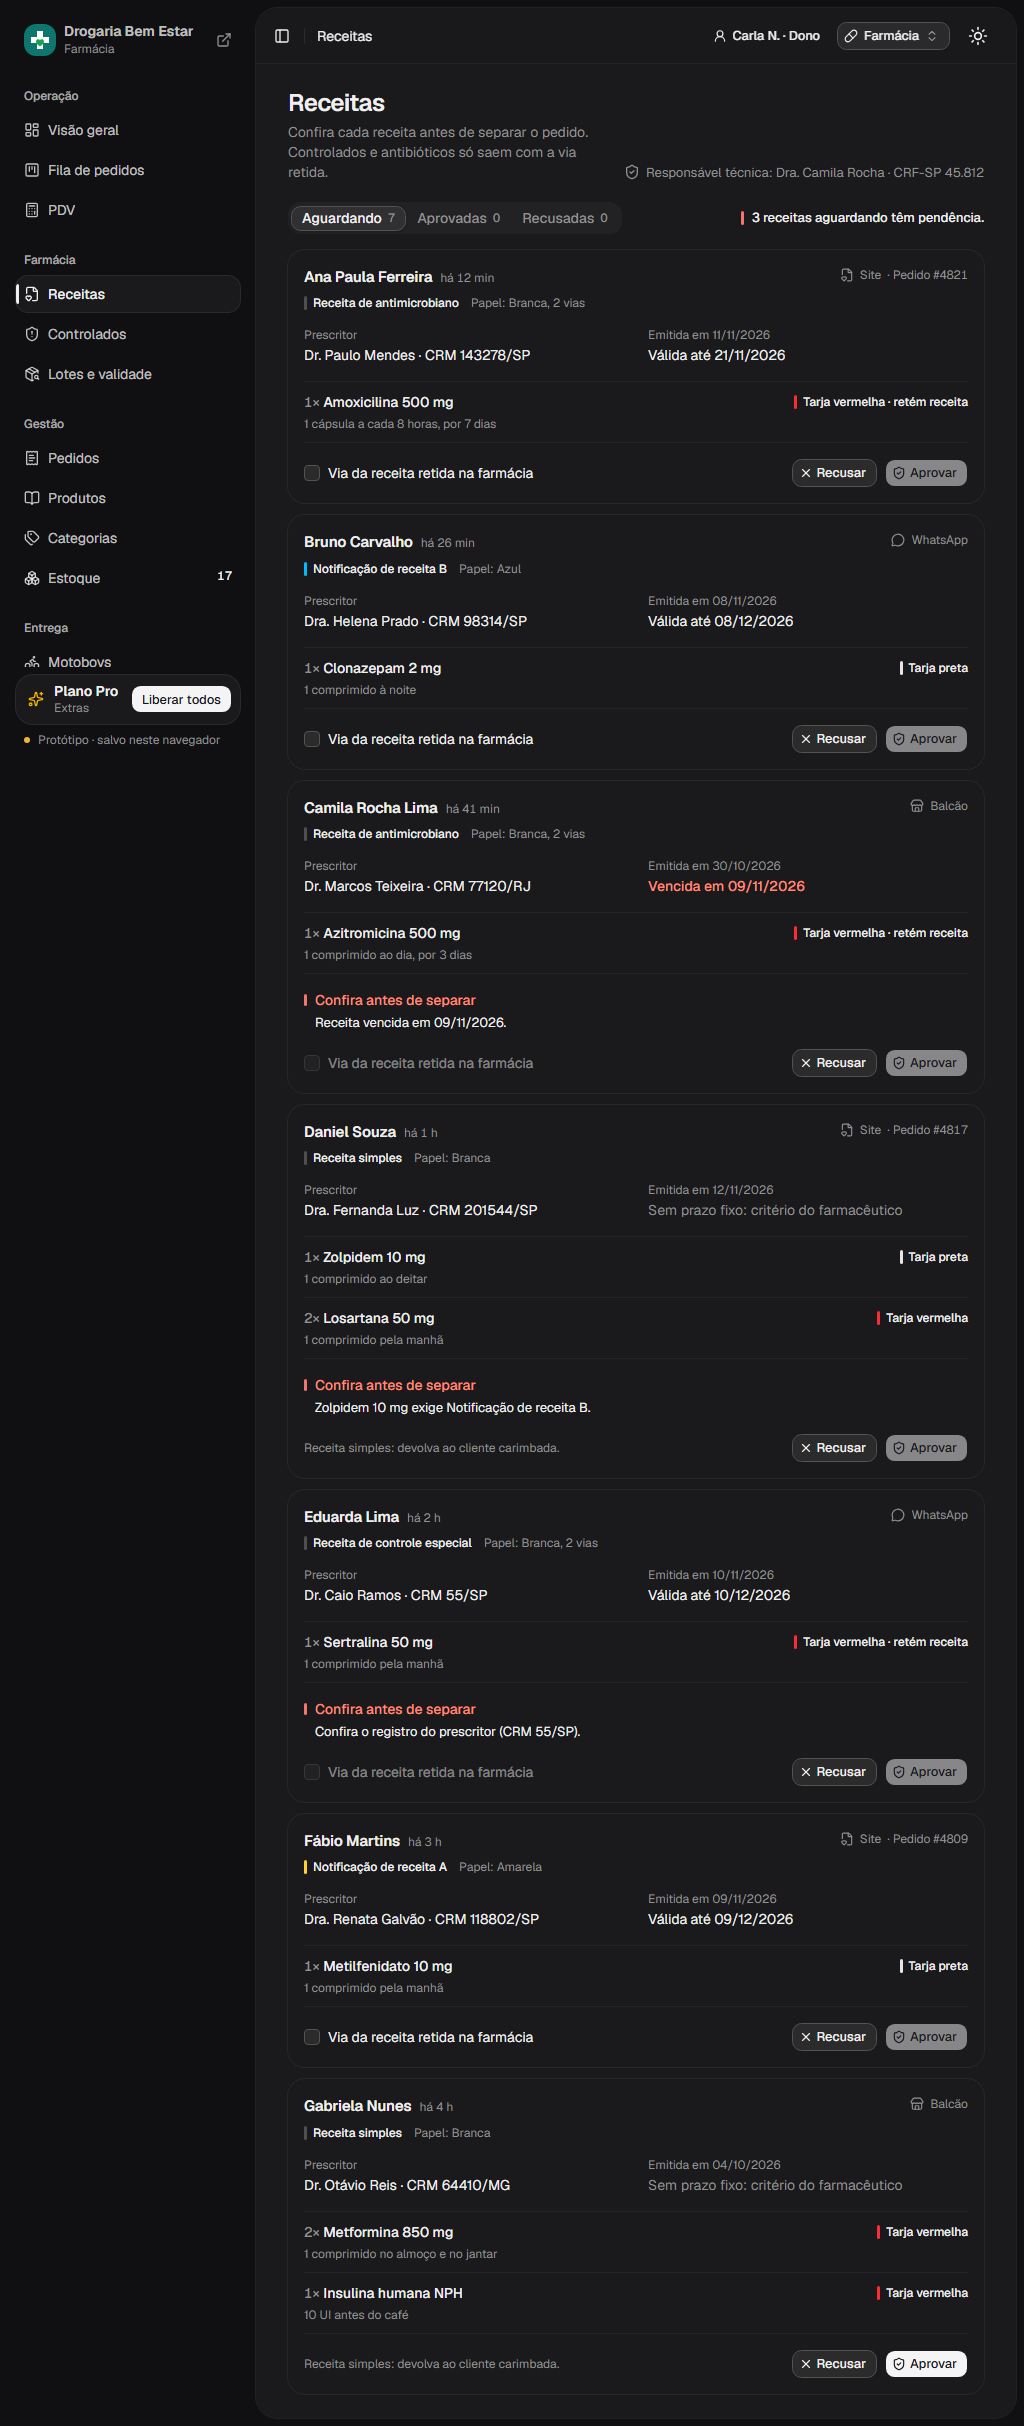 Drogaria Bem Estar
Farmácia
Operação
Visão geral
Fila de pedidos
PDV
Farmácia
Receitas
Controlados
Lotes e validade
Gestão
Pedidos
Produtos
Categorias
Estoque 17
Entrega
Motoboys
Plano Pro
Extras
Liberar todos
Protótipo · salvo neste navegador
Receitas
Carla N. · Dono
Farmácia
Receitas
Confira cada receita antes de separar o pedido.
Controlados e antibióticos só saem com a via
retida.
Responsável técnica: Dra. Camila Rocha · CRF-SP 45.812
Aguardando 7 Aprovadas 0 Recusadas 0
3 receitas aguardando têm pendência.
Ana Paula Ferreira há 12 min
Site · Pedido #4821
Receita de antimicrobiano Papel: Branca, 2 vias
Prescritor
Dr. Paulo Mendes · CRM 143278/SP
Emitida em 11/11/2026
Válida até 21/11/2026
1× Amoxicilina 500 mg
Tarja vermelha · retém receita
1 cápsula a cada 8 horas, por 7 dias
Via da receita retida na farmácia
Recusar
Aprovar
Bruno Carvalho há 26 min
WhatsApp
Notificação de receita B Papel: Azul
Prescritor
Dra. Helena Prado · CRM 98314/SP
Emitida em 08/11/2026
Válida até 08/12/2026
1× Clonazepam 2 mg
Tarja preta
1 comprimido à noite
Via da receita retida na farmácia
Recusar
Aprovar
Camila Rocha Lima há 41 min
Balcão
Receita de antimicrobiano Papel: Branca, 2 vias
Prescritor
Dr. Marcos Teixeira · CRM 77120/RJ
Emitida em 30/10/2026
Vencida em 09/11/2026
1× Azitromicina 500 mg
Tarja vermelha · retém receita
1 comprimido ao dia, por 3 dias
Confira antes de separar
Receita vencida em 09/11/2026.
Via da receita retida na farmácia
Recusar
Aprovar
Daniel Souza há 1 h
Site · Pedido #4817
Receita simples Papel: Branca
Prescritor
Dra. Fernanda Luz · CRM 201544/SP
Emitida em 12/11/2026
Sem prazo fixo: critério do farmacêutico
1× Zolpidem 10 mg
Tarja preta
1 comprimido ao deitar
2× Losartana 50 mg
Tarja vermelha
1 comprimido pela manhã
Confira antes de separar
Zolpidem 10 mg exige Notificação de receita B.
Receita simples: devolva ao cliente carimbada.
Recusar
Aprovar
Eduarda Lima há 2 h
WhatsApp
Receita de controle especial Papel: Branca, 2 vias
Prescritor
Dr. Caio Ramos · CRM 55/SP
Emitida em 10/11/2026
Válida até 10/12/2026
1× Sertralina 50 mg
Tarja vermelha · retém receita
1 comprimido pela manhã
Confira antes de separar
Confira o registro do prescritor (CRM 55/SP).
Via da receita retida na farmácia
Recusar
Aprovar
Fábio Martins há 3 h
Site · Pedido #4809
Notificação de receita A Papel: Amarela
Prescritor
Dra. Renata Galvão · CRM 118802/SP
Emitida em 09/11/2026
Válida até 09/12/2026
1× Metilfenidato 10 mg
Tarja preta
1 comprimido pela manhã
Via da receita retida na farmácia
Recusar
Aprovar
Gabriela Nunes há 4 h
Balcão
Receita simples Papel: Branca
Prescritor
Dr. Otávio Reis · CRM 64410/MG
Emitida em 04/10/2026
Sem prazo fixo: critério do farmacêutico
2× Metformina 850 mg
Tarja vermelha
1 comprimido no almoço e no jantar
1× Insulina humana NPH
Tarja vermelha
10 UI antes do café
Receita simples: devolva ao cliente carimbada.
Recusar
Aprovar